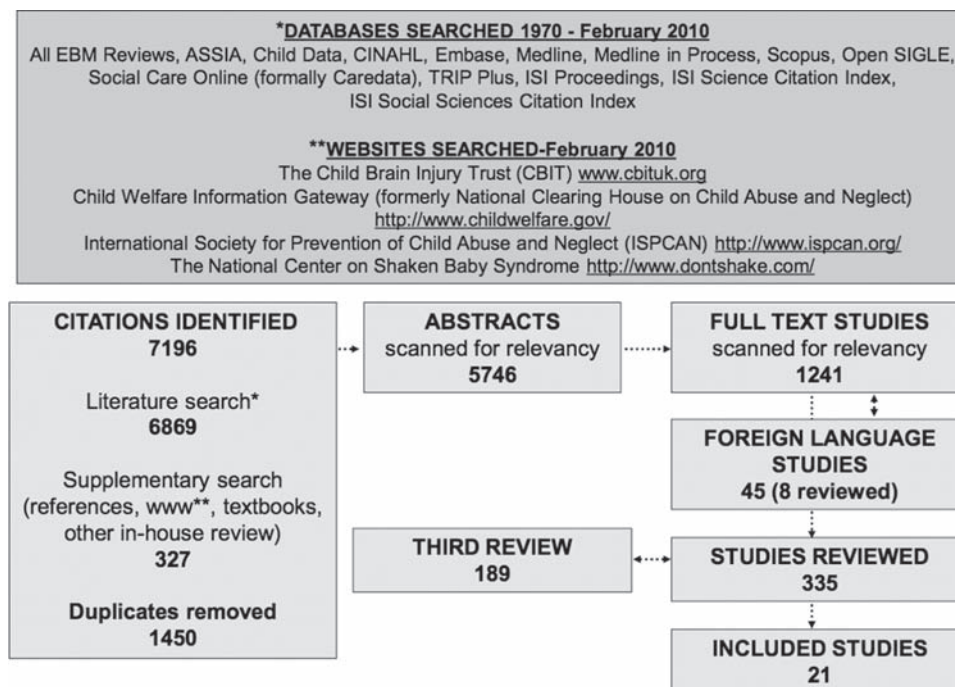 *DATABASES SEARCHED 1970 - February 2010
All EBM Reviews, ASSIA, Child Data, CINAHL, Embase, Medline, Medline in Process, Scopus, Open SIGLE,
Social Care Online (formally Caredata), TRIP Plus, ISI Proceedings, ISI Science Citation Index,
ISI Social Sciences Citation Index
**WEBSITES SEARCHED-February 2010
The Child Brain Injury Trust (CBIT) www.cbituk.org
Child Welfare Information Gateway (formerly National Clearing House on Child Abuse and Neglect)
http://www.childwelfare.gov/
International Society for Prevention of Child Abuse and Neglect (ISPCAN) http://www.ispcan.org/
The National Center on Shaken Baby Syndrome http://www.dontshake.com/
CITATIONS IDENTIFIED
7196
Literature search*
6869
Supplementary search
(references, www**, textbooks,
other in-house review)
327
Duplicates removed
1450
ABSTRACTS
scanned for relevancy
5746
FULL TEXT STUDIES
scanned for relevancy
1241
FOREIGN LANGUAGE
STUDIES
45 (8 reviewed)
THIRD REVIEW
189
STUDIES REVIEWED
335
INCLUDED STUDIES
21